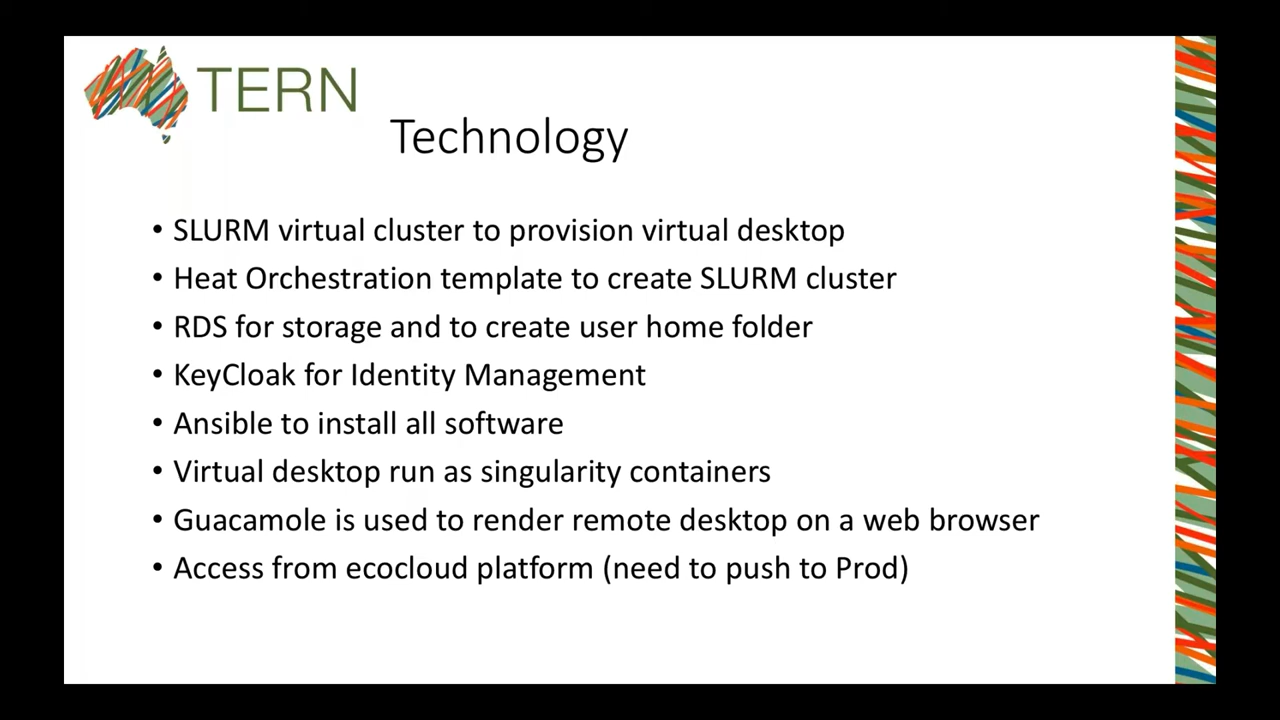 TERN
Technology
• SLURM virtual cluster to provision virtual desktop
• Heat Orchestration template to create SLURM cluster
• RDS for storage and to create user home folder
• KeyCloak for Identity Management
• Ansible to install all software
• Virtual desktop run as singularity containers
• Guacamole is used to render remote desktop on a web browser
• Access from ecocloud platform (need to push to Prod)